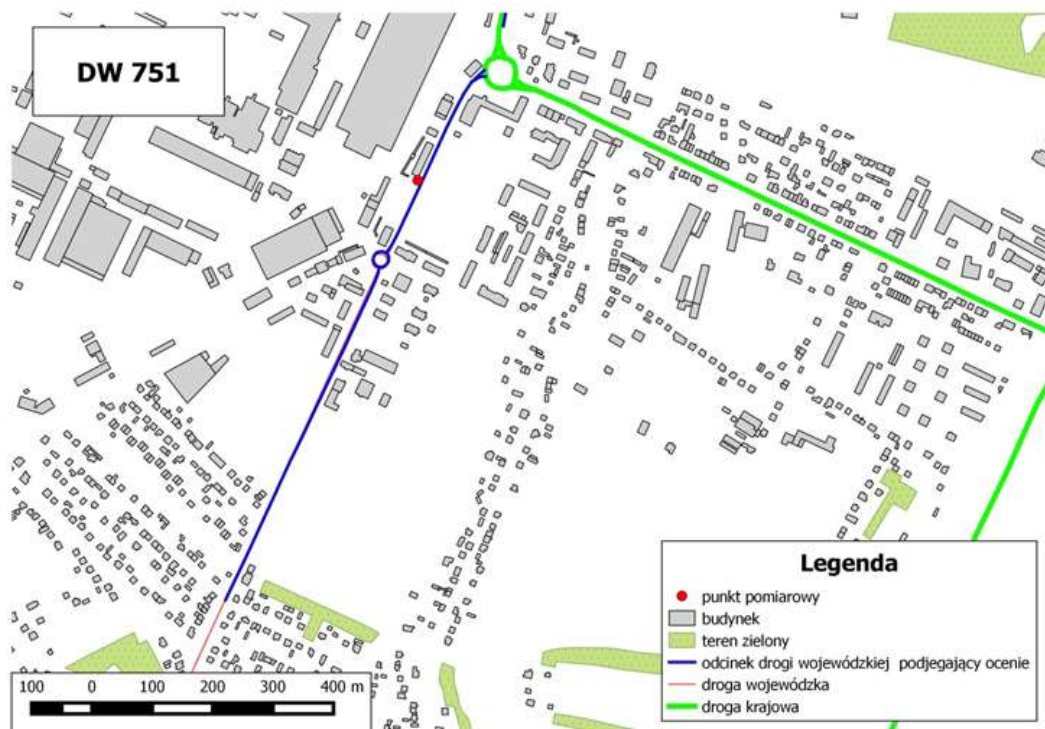 DW 751
Legenda
punkt pomiarowy
budynek
teren zielony
odcinek drogi wojewódzkiej podjegający ocenie
droga wojewódzka
droga krajowa
100 0 100 200 300 400 m